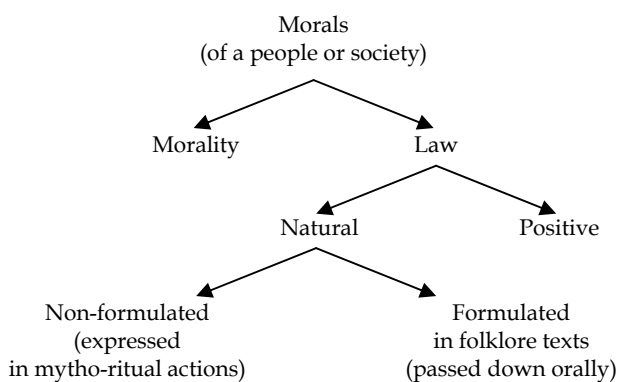 Morals
(of a people or society)
Morality
Law
Natural
Positive
Non-formulated
(expressed
in mytho-ritual actions)
Formulated
in folklore texts
(passed down orally)